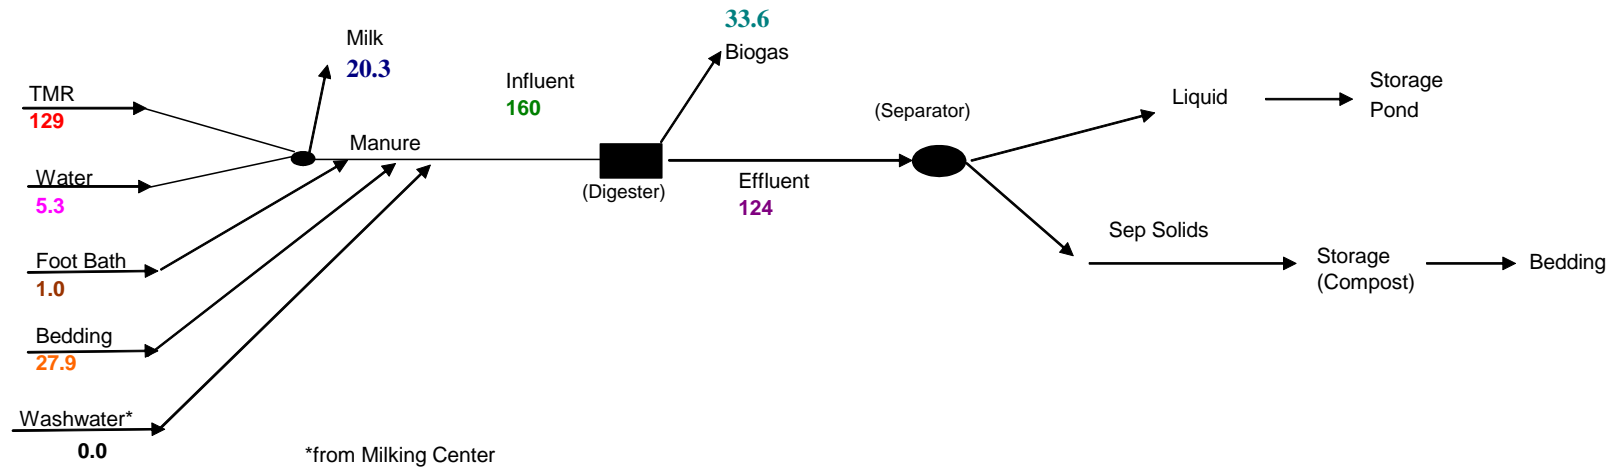 33.6
Biogas
Milk
20.3
TMR
129
Influent
160
Storage
Pond
Liquid
(Separator)
Manure
Water
5.3
(Digester)
Effluent
124
Foot Bath
1.0
Sep Solids
Storage
(Compost)
Bedding
Bedding
27.9
Washwater*
0.0
*from Milking Center